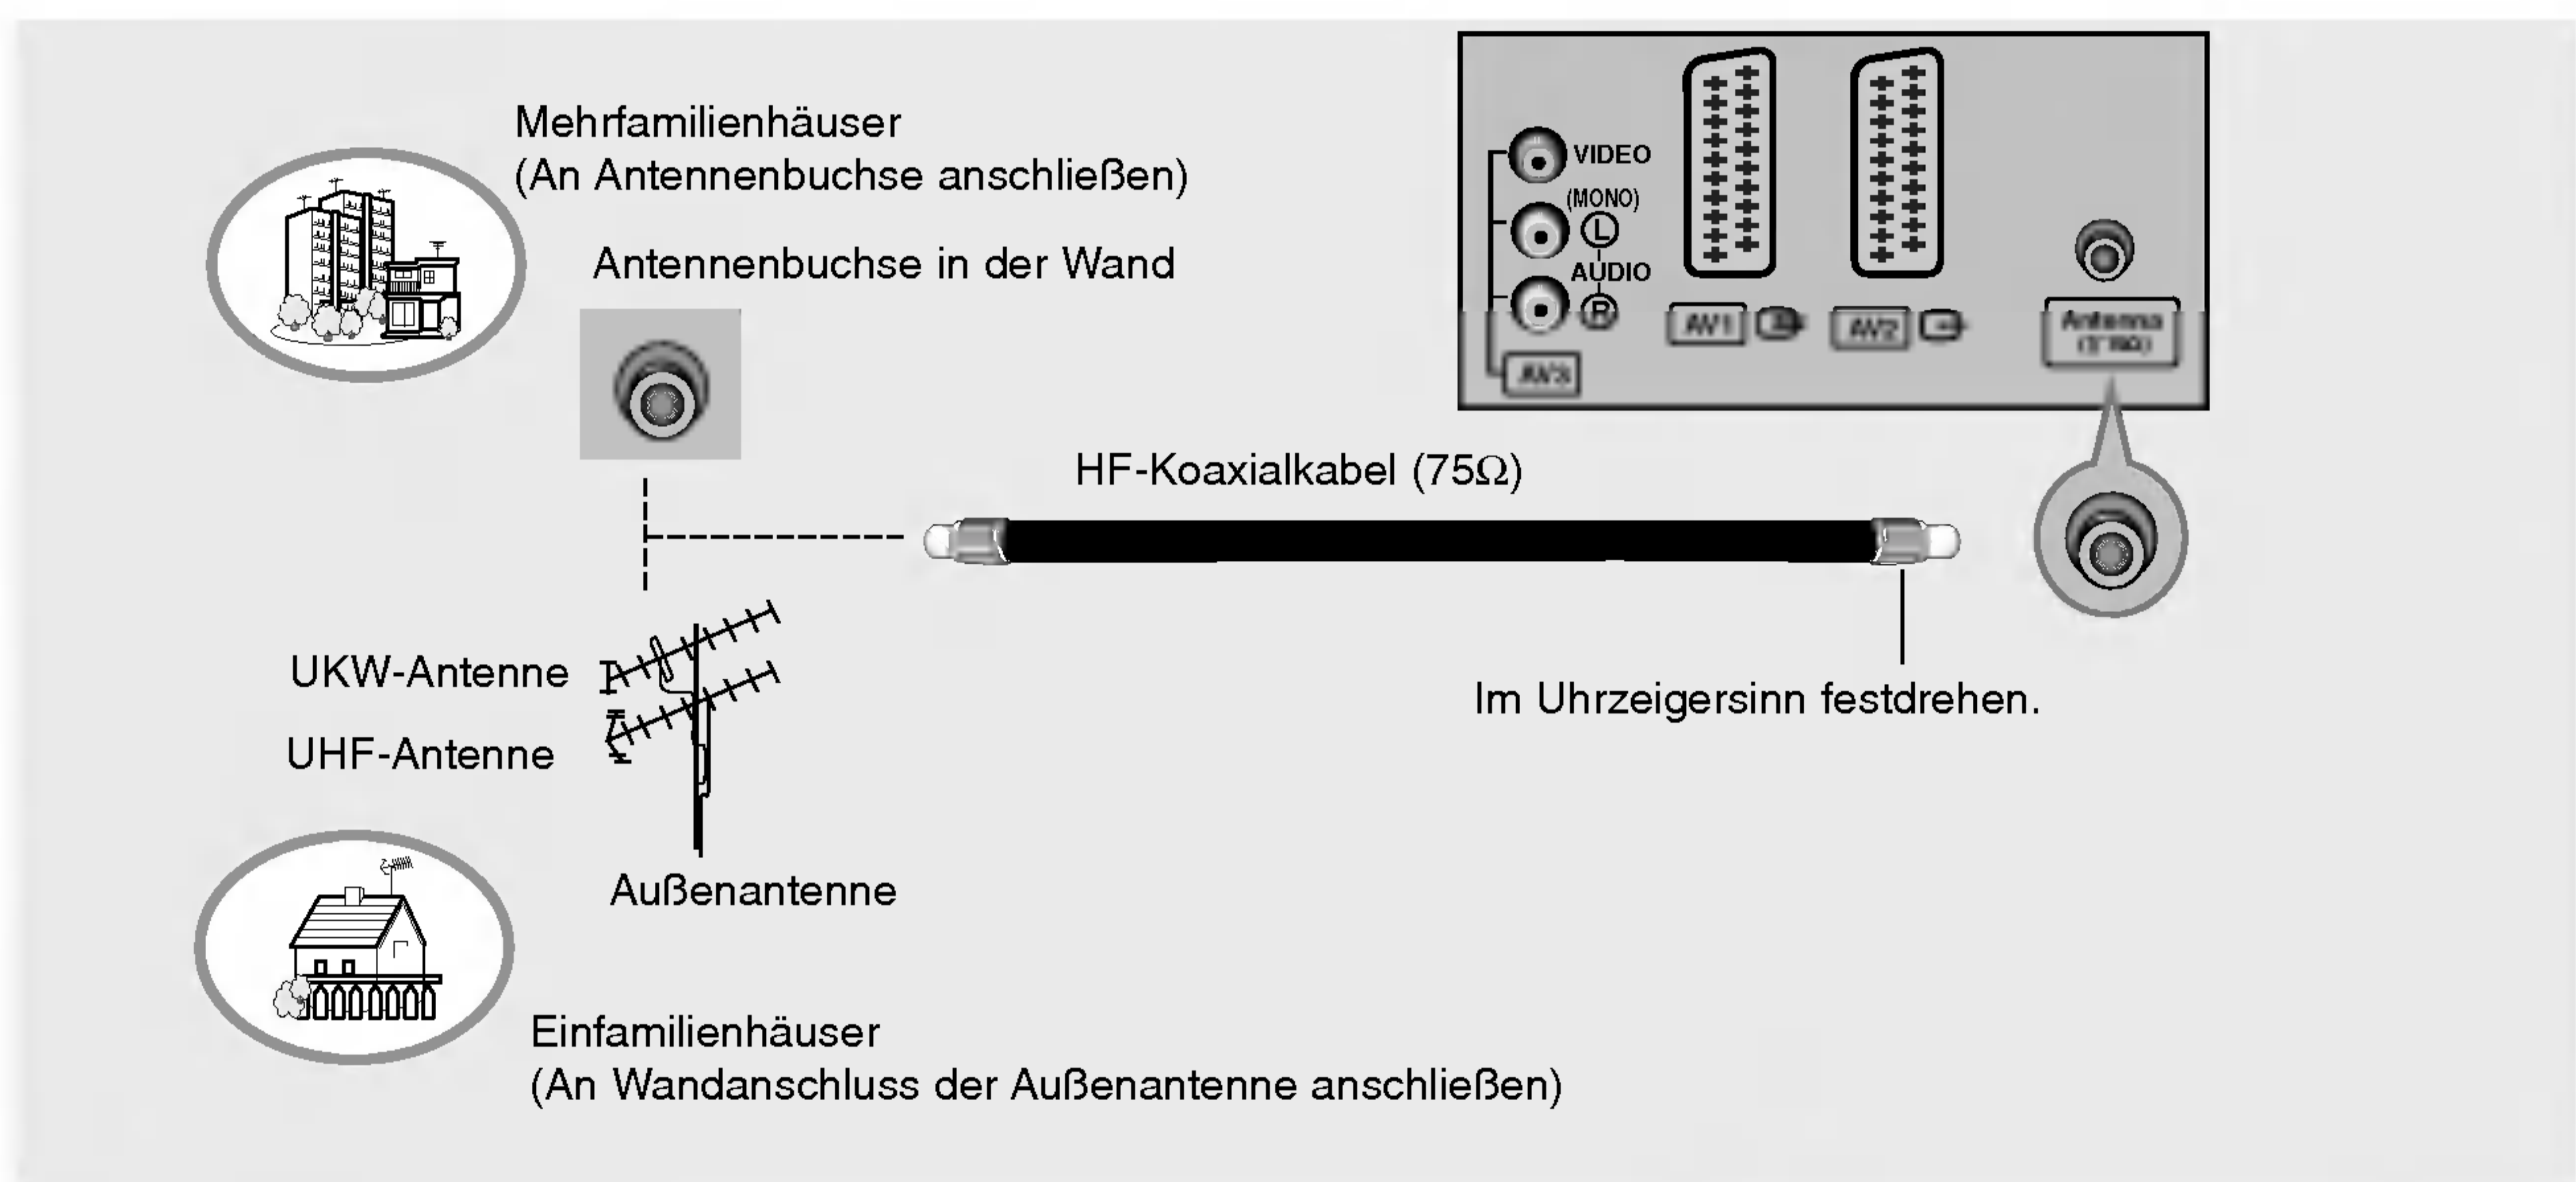 Mehrfamilienhäuser
(An Antennenbuchse anschließen)
Antennenbuchse in der Wand
VIDEO
(MONO)
L
AUDIO
R
AV1
AV2
AV3
Antenna
HF-Koaxialkabel (75Ω)
Im Uhrzeigersinn festdrehen.
UKW-Antenne
UHF-Antenne
Außenantenne
Einfamilienhäuser
(An Wandanschluss der Außenantenne anschließen)